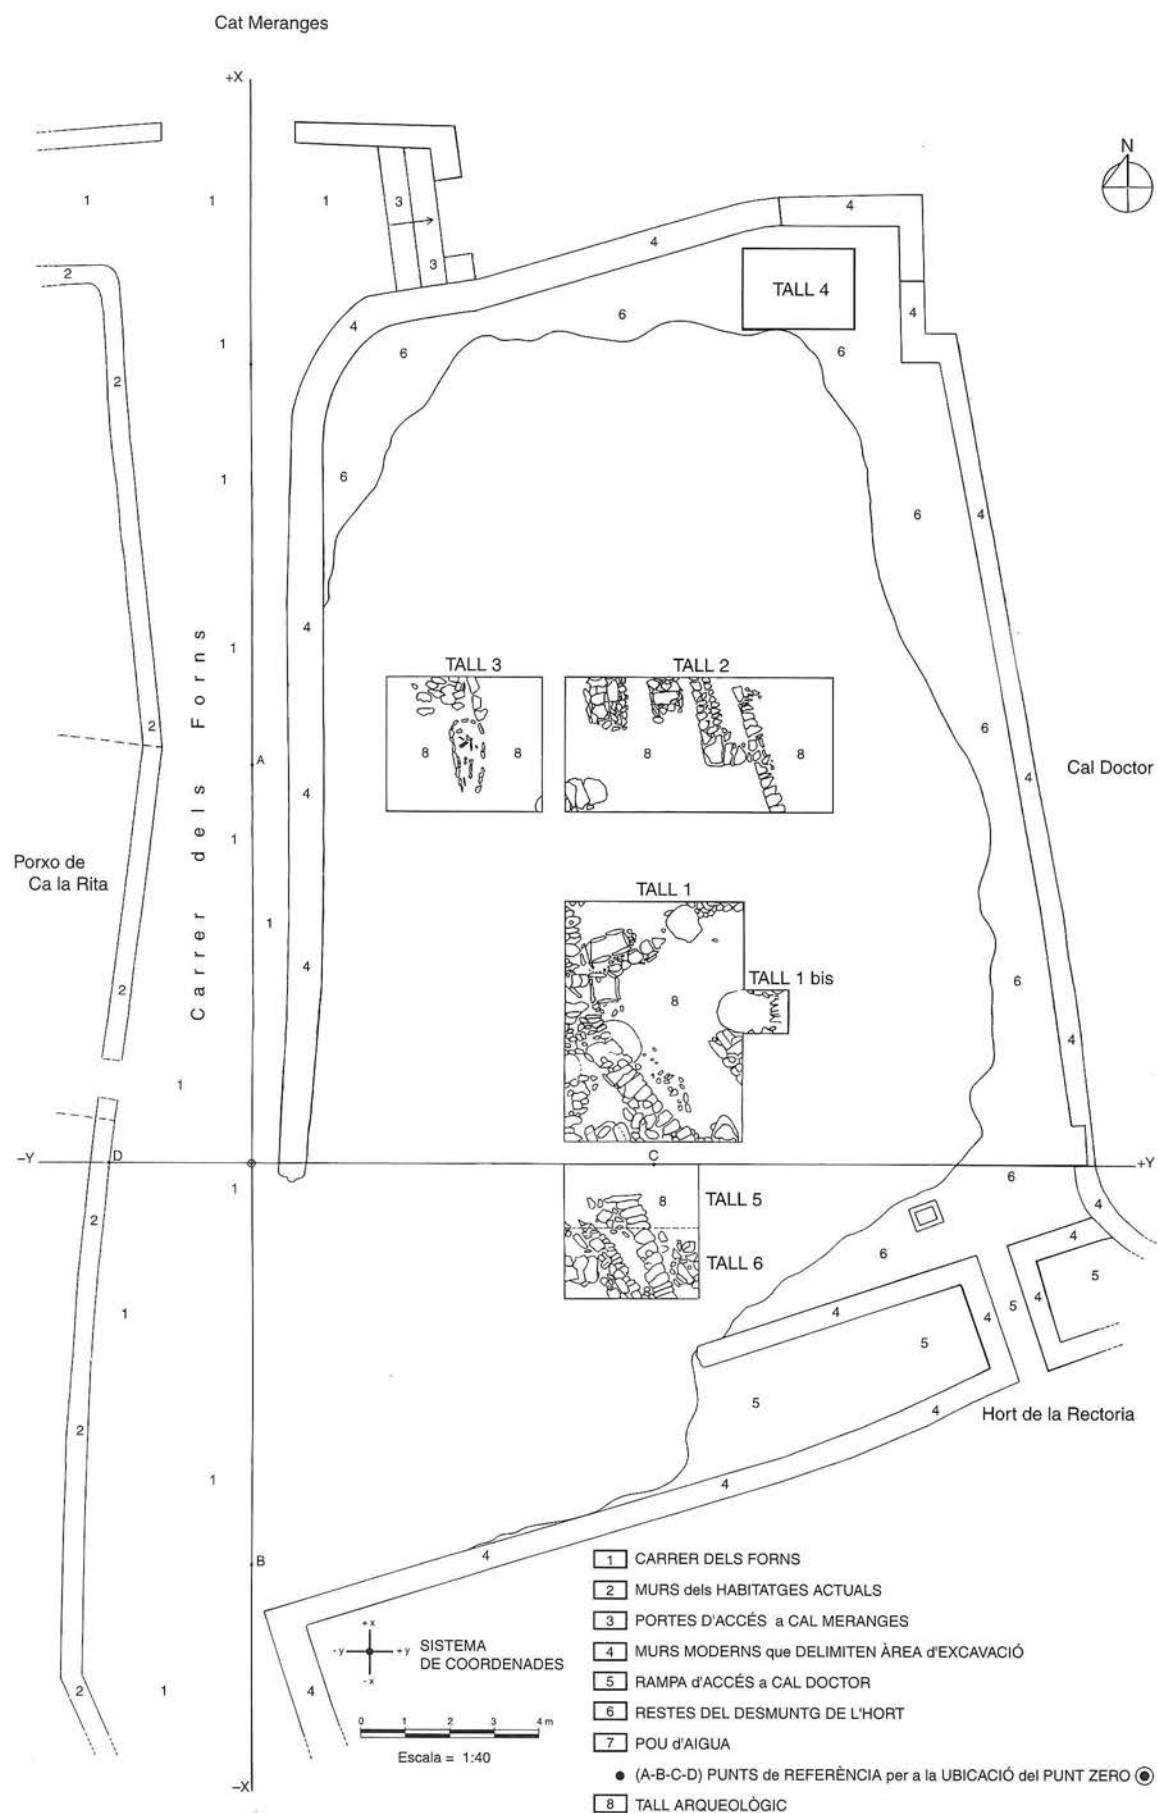 Cat Meranges
+X
N
1
1
1
3
4
3
4
2
TALL 4
4
4
6
1
6
6
2
6
1
6
4
4
Carrer dels Forns
1
TALL 3
TALL 2
2
6
A
8
8
8
8
Cal Doctor
4
4
1
Porxo de
Ca la Rita
TALL 1
1
4
TALL 1 bis
2
8
6
4
1
–Y
D
C
+Y
1
6
8
TALL 5
4
2
4
6
TALL 6
5
4
5
1
4
4
5
5
4
Hort de la Rectoria
2
1
4
B
4
1 CARRER DELS FORNS
2 MURS dels HABITATGES ACTUALS
3 PORTES D'ACCÉS a CAL MERANGES
4 MURS MODERNS que DELIMITEN ÀREA d'EXCAVACIÓ
5 RAMPA d'ACCÉS a CAL DOCTOR
6 RESTES DEL DESMUNTG DE L'HORT
7 POU d'AIGUA
(A-B-C-D) PUNTS de REFERÈNCIA per a la UBICACIÓ del PUNT ZERO
8 TALL ARQUEOLÒGIC
+x
-y
+y
-x
SISTEMA
DE COORDENADES
2
1
4
0 1 2 3 4 m
Escala = 1:40
–X